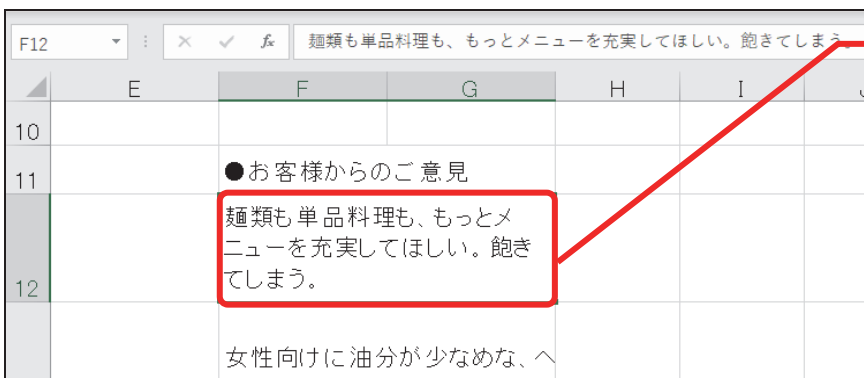 F12 fx 麺類も単品料理も、もっとメニューを充実してほしい。飽きてしまう。
E F G H I J
10
11 ●お客様からのご意見
麺類も単品料理も、もっとメ
ニューを充実してほしい。飽き
12 てしまう。
女性向けに油分が少なめな、ヘ